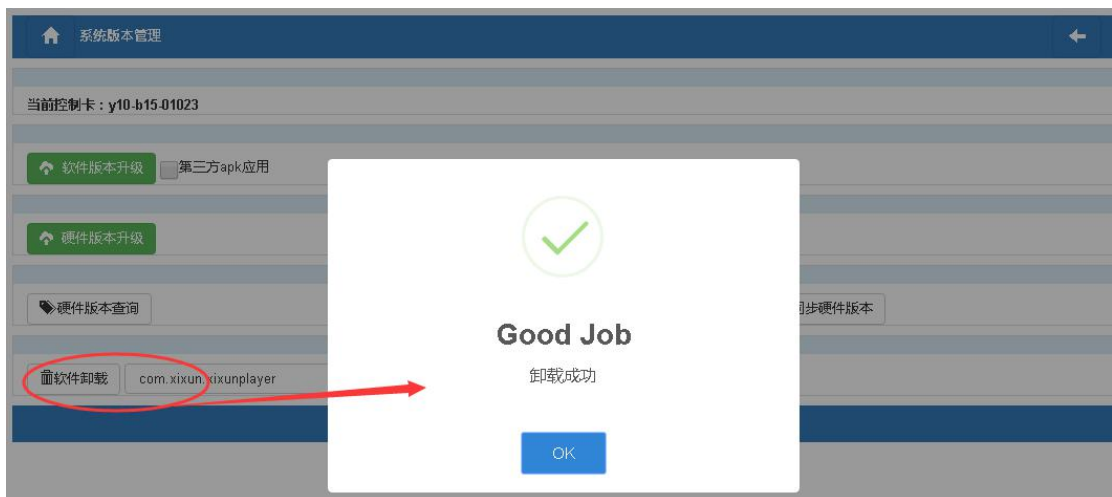 系统版本管理
当前控制卡：y10-b15-01023
软件版本升级 第三方apk应用
硬件版本升级
硬件版本查询
步硬件版本
Good Job
卸载成功
软件卸载 com.xixun.xixunplayer
OK